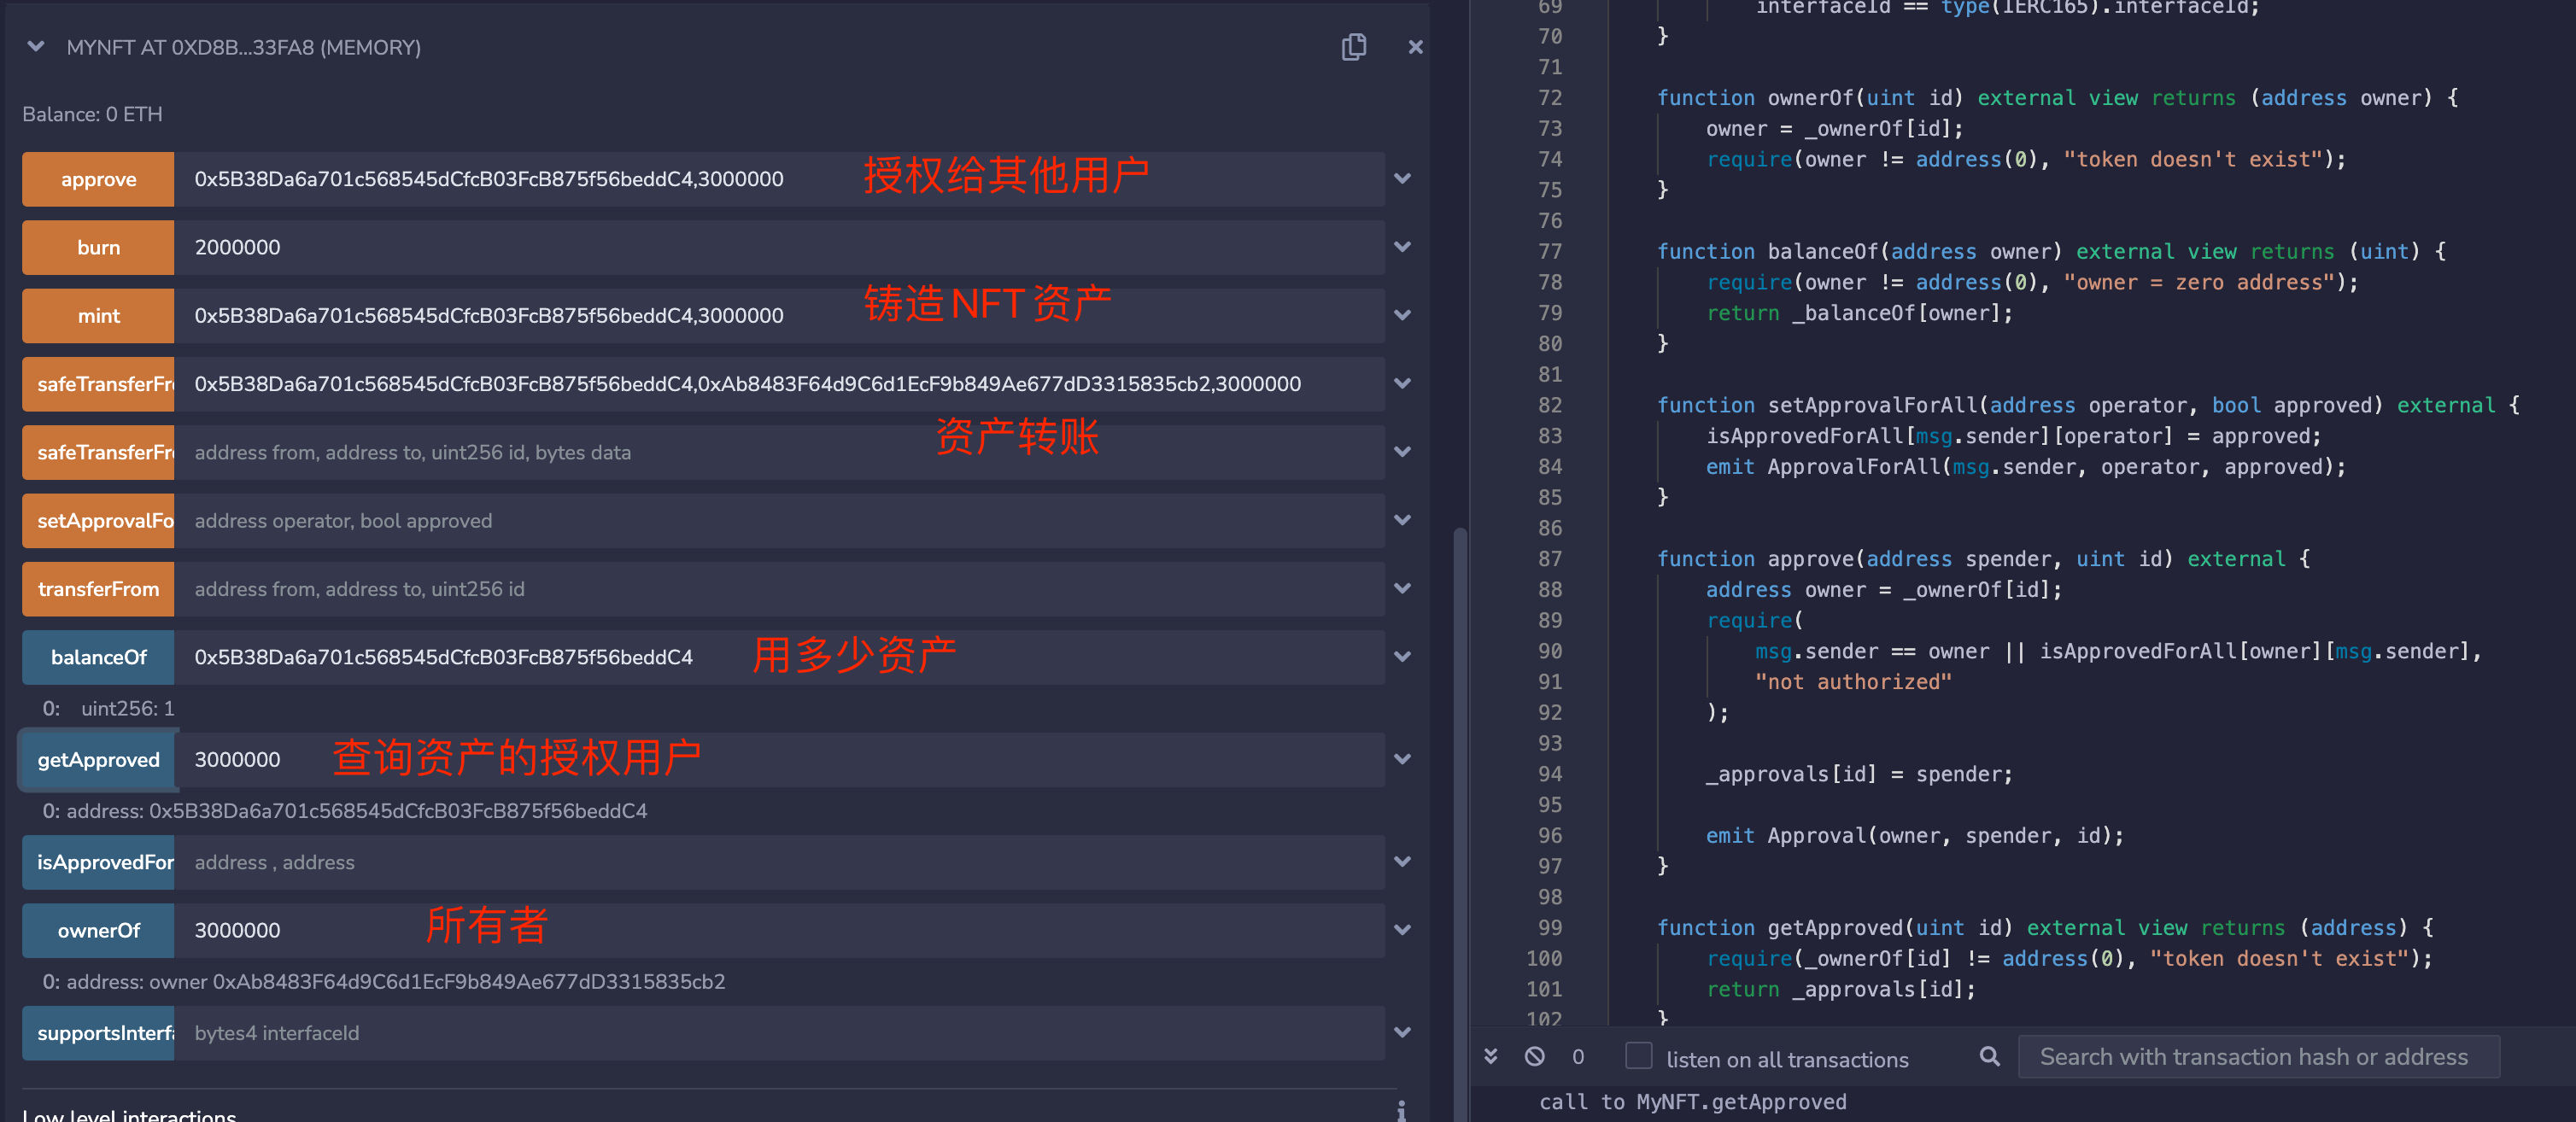 MYNFT AT 0XD8B...33FA8 (MEMORY)
Balance: 0 ETH
approve 0x5B38Da6a701c568545dCfcB03FcB875f56beddC4,3000000 授权给其他用户
burn 2000000
mint 0x5B38Da6a701c568545dCfcB03FcB875f56beddC4,3000000 铸造NFT资产
safeTransferFr 0x5B38Da6a701c568545dCfcB03FcB875f56beddC4,0xAb8483F64d9C6d1EcF9b849Ae677dD3315835cb2,3000000
资产转账
safeTransferFr address from, address to, uint256 id, bytes data
setApprovalFo address operator, bool approved
transferFrom address from, address to, uint256 id
balanceOf 0x5B38Da6a701c568545dCfcB03FcB875f56beddC4 用多少资产
0: uint256: 1
getApproved 3000000 查询资产的授权用户
0: address: 0x5B38Da6a701c568545dCfcB03FcB875f56beddC4
isApprovedFor address , address
ownerOf 3000000 所有者
0: address: owner 0xAb8483F64d9C6d1EcF9b849Ae677dD3315835cb2
supportsInterfa bytes4 interfaceId
Low level interactions
69 interfaceId == type(IERC165).interfaceId;
70 }
71
72 function ownerOf(uint id) external view returns (address owner) {
73 owner = _ownerOf[id];
74 require(owner != address(0), "token doesn't exist");
75 }
76
77 function balanceOf(address owner) external view returns (uint) {
78 require(owner != address(0), "owner = zero address");
79 return _balanceOf[owner];
80 }
81
82 function setApprovalForAll(address operator, bool approved) external {
83 isApprovedForAll[msg.sender][operator] = approved;
84 emit ApprovalForAll(msg.sender, operator, approved);
85 }
86
87 function approve(address spender, uint id) external {
88 address owner = _ownerOf[id];
89 require(
90 msg.sender == owner || isApprovedForAll[owner][msg.sender],
91 "not authorized"
92 );
93
94 _approvals[id] = spender;
95
96 emit Approval(owner, spender, id);
97 }
98
99 function getApproved(uint id) external view returns (address) {
100 require(_ownerOf[id] != address(0), "token doesn't exist");
101 return _approvals[id];
102 }
0 listen on all transactions Search with transaction hash or address
call to MyNFT.getApproved